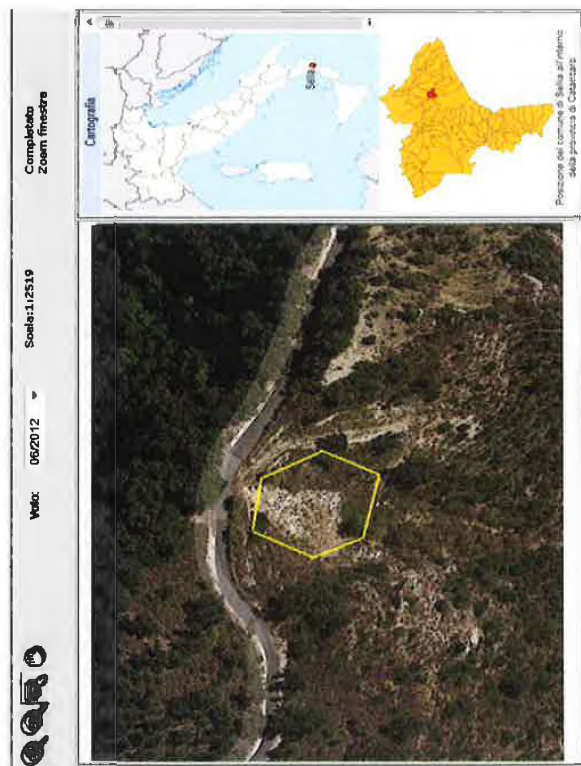 Volo: 06/2012
Scala:1:2519
Completato
Zoom finestra
Cartografia
Sellia
Posizione del comune di Sellia all'interno
della provincia di Catanzaro